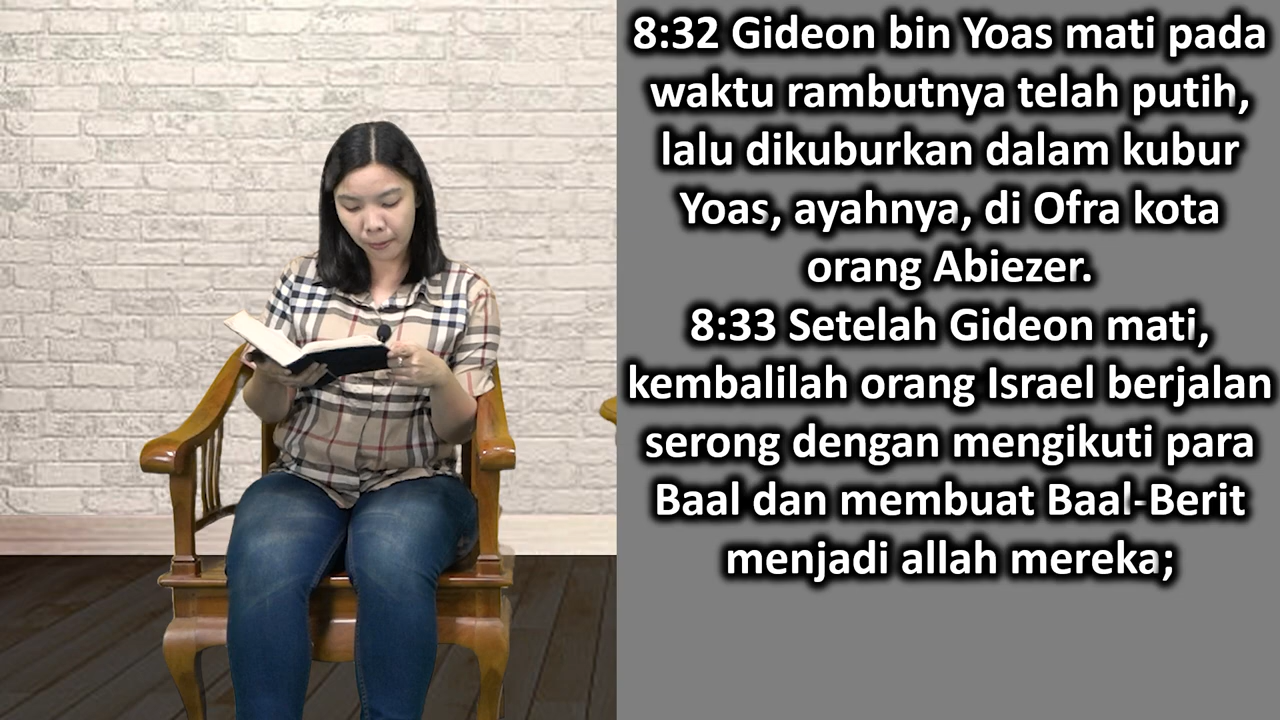 8:32 Gideon bin Yoas mati pada
waktu rambutnya telah putih,
lalu dikuburkan dalam kubur
Yoas, ayahnya, di Ofra kota
orang Abiezer.
8:33 Setelah Gideon mati,
kembalilah orang Israel berjalan
serong dengan mengikuti para
Baal dan membuat Baal-Berit
menjadi allah mereka;